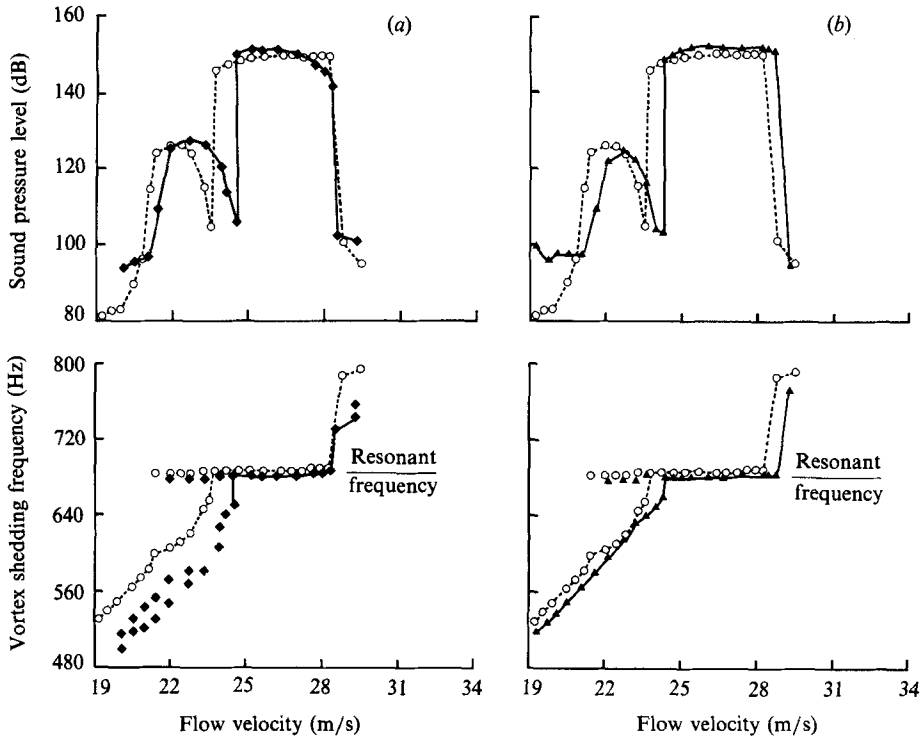 (a)
(b)
Sound pressure level (dB)
160
140
120
100
80
Vortex shedding frequency (Hz)
800
720
640
560
480
Resonant
frequency
Resonant
frequency
19 22 25 28 31 34
19 22 25 28 31 34
Flow velocity (m/s)
Flow velocity (m/s)